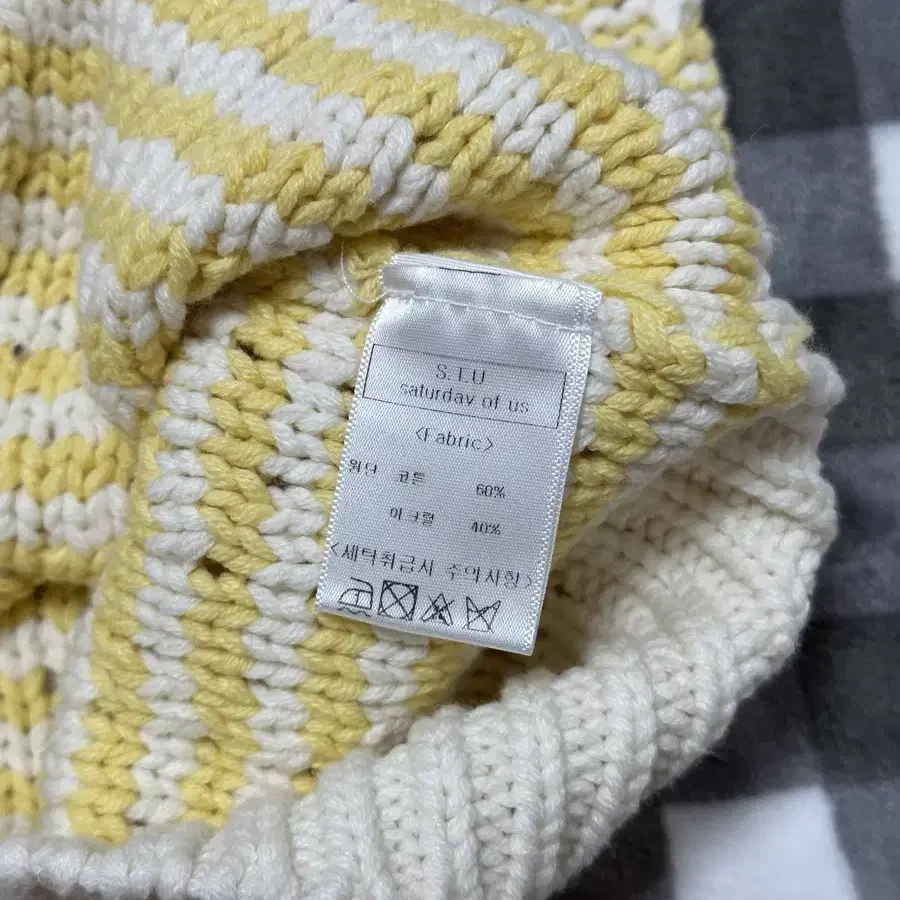 S.T.U
saturday of us
<Fabric>
원단 코튼 60%
아크릴 40%
<세탁취급시 주의사항>